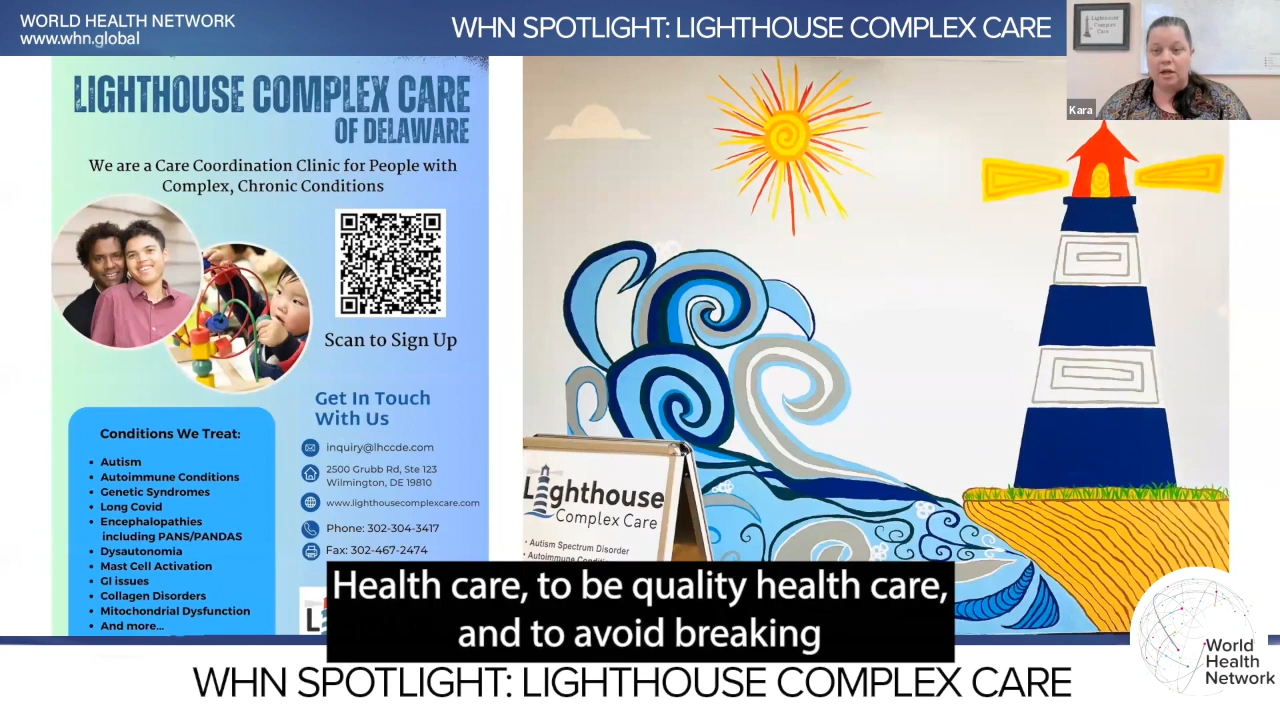 WORLD HEALTH NETWORK
www.whn.global
WHN SPOTLIGHT: LIGHTHOUSE COMPLEX CARE
Lighthouse
Complex
Care
Kara
LIGHTHOUSE COMPLEX CARE
OF DELAWARE
We are a Care Coordination Clinic for People with
Complex, Chronic Conditions
Scan to Sign Up
Get In Touch
With Us
inquiry@lhccde.com
2500 Grubb Rd, Ste 123
Wilmington, DE 19810
www.lighthousecomplexcare.com
Phone: 302-304-3417
Fax: 302-467-2474
Conditions We Treat:
• Autism
• Autoimmune Conditions
• Genetic Syndromes
• Long Covid
• Encephalopathies
including PANS/PANDAS
• Dysautonomia
• Mast Cell Activation
• GI issues
• Collagen Disorders
• Mitochondrial Dysfunction
• And more...
Lighthouse
Complex Care
• Autism Spectrum Disorder
Health care, to be quality health care,
and to avoid breaking
World
Health
Network
WHN SPOTLIGHT: LIGHTHOUSE COMPLEX CARE